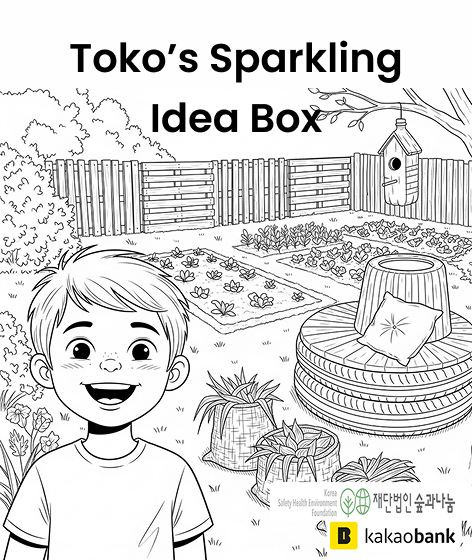 Toko's Sparkling
Idea Box
Korea
Safety Health Environment
Foundation
재단법인 숲과나눔
B kakaobank